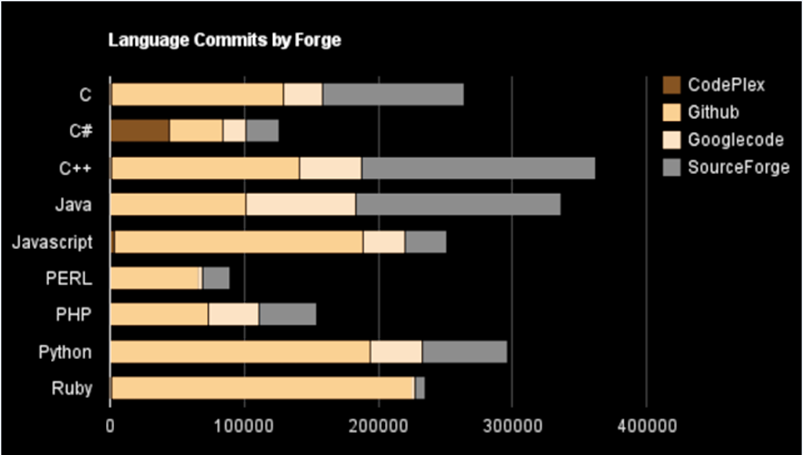 Language Commits by Forge
C
C#
C++
Java
Javascript
PERL
PHP
Python
Ruby
0 100000 200000 300000 400000
CodePlex
Github
Googlecode
SourceForge